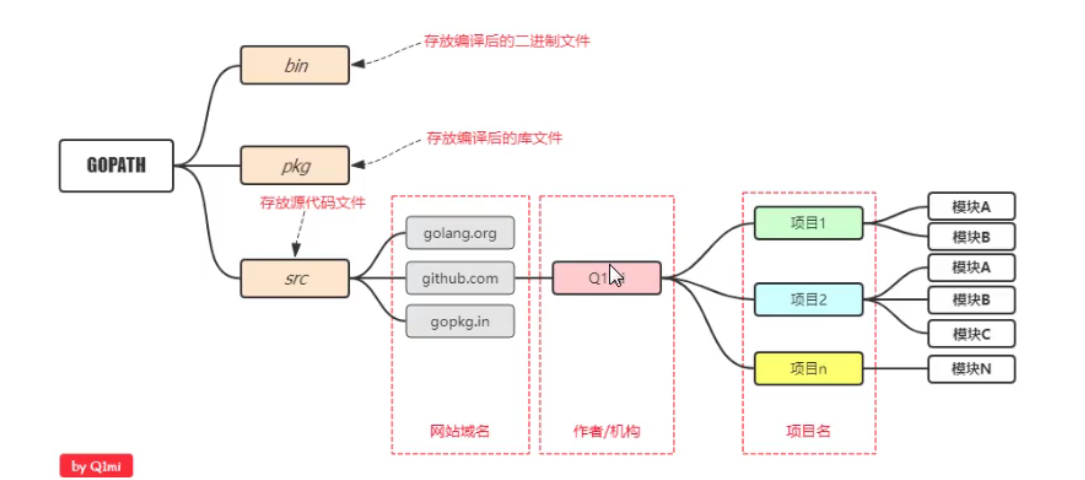 存放编译后的二进制文件
bin
存放编译后的库文件
GOPATH
pkg
存放源代码文件
src
golang.org
github.com
gopkg.in
网站域名
作者/机构
项目1
项目2
项目n
项目名
模块A
模块B
模块A
模块B
模块C
模块N
by Q1mi